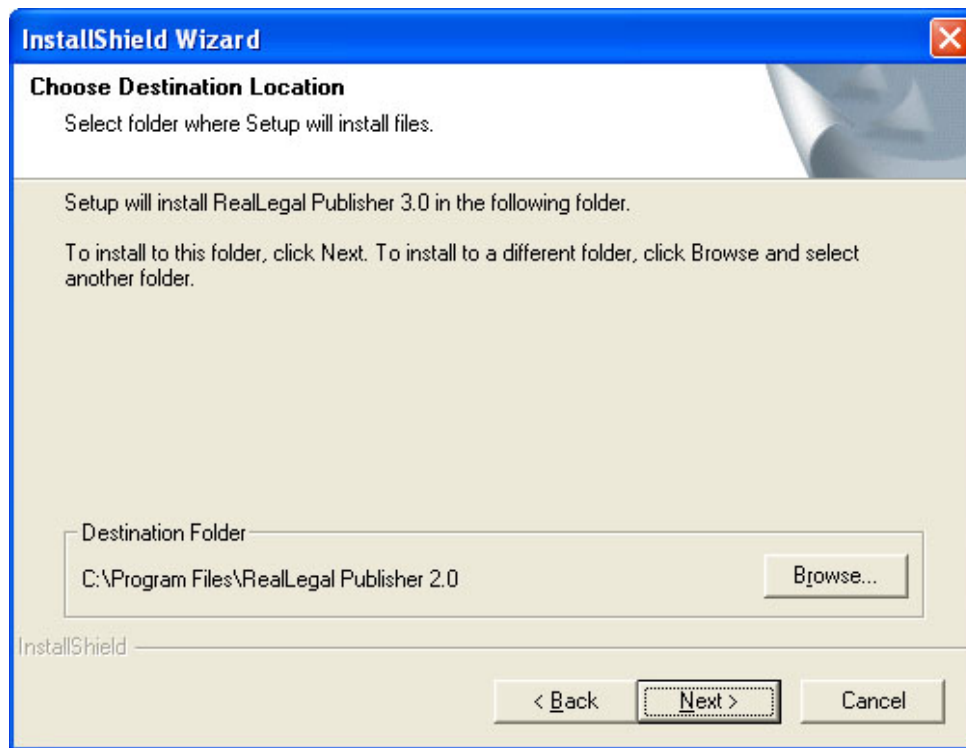 InstallShield Wizard
Choose Destination Location
Select folder where Setup will install files.
Setup will install RealLegal Publisher 3.0 in the following folder.
To install to this folder, click Next. To install to a different folder, click Browse and select
another folder.
Destination Folder
C:\Program Files\RealLegal Publisher 2.0
Browse...
InstallShield
< Back
Next >
Cancel